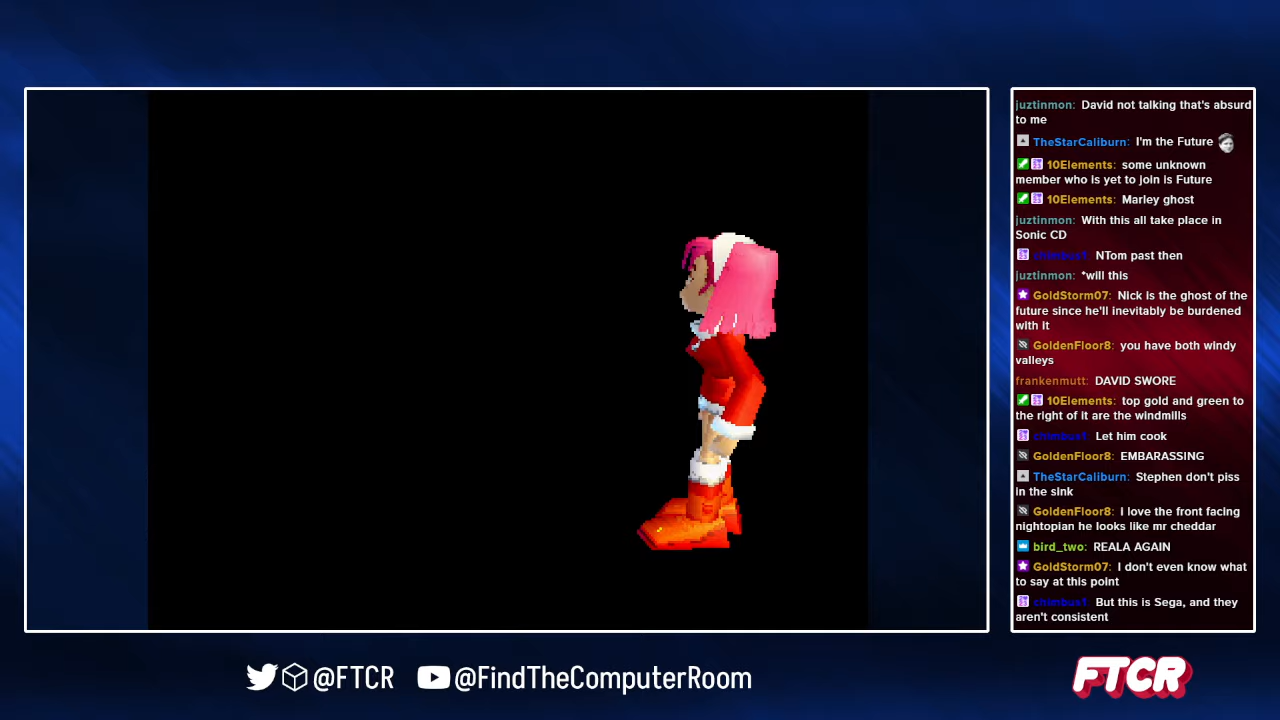 juztinmon: David not talking that's absurd
to me
TheStarCaliburn: I'm the Future
10Elements: some unknown
member who is yet to join is Future
10Elements: Marley ghost
juztinmon: With this all take place in
Sonic CD
NTom past then
juztinmon: *will this
GoldStorm07: Nick is the ghost of the
future since he'll inevitably be burdened
with it
GoldenFloor8: you have both windy
valleys
frankenmutt: DAVID SWORE
10Elements: top gold and green to
the right of it are the windmills
Let him cook
GoldenFloor8: EMBARASSING
TheStarCaliburn: Stephen don't piss
in the sink
GoldenFloor8: I love the front facing
nightopian he looks like mr cheddar
bird_two: REALA AGAIN
GoldStorm07: I don't even know what
to say at this point
But this is Sega, and they
aren't consistent
@FTCR @FindTheComputerRoom
FTCR